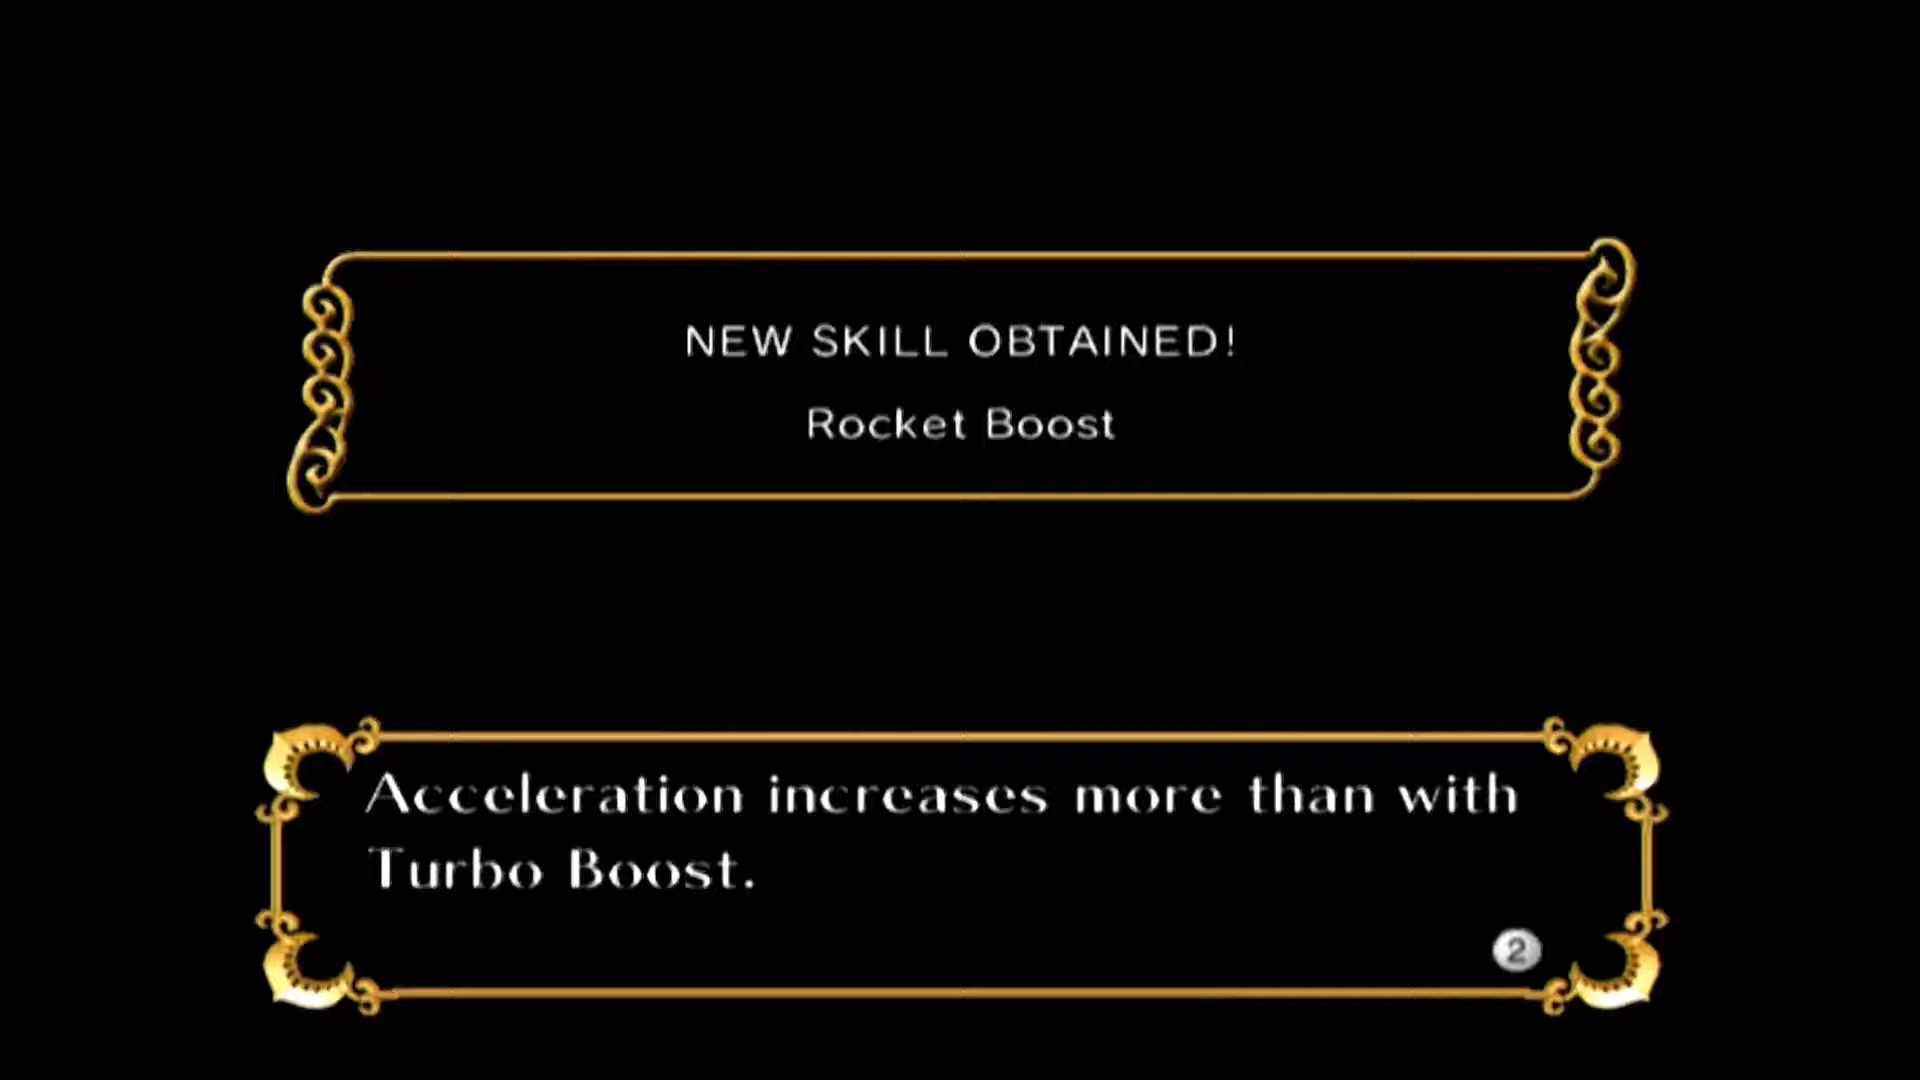 NEW SKILL OBTAINED!
Rocket Boost
Acceleration increases more than with
Turbo Boost.
2